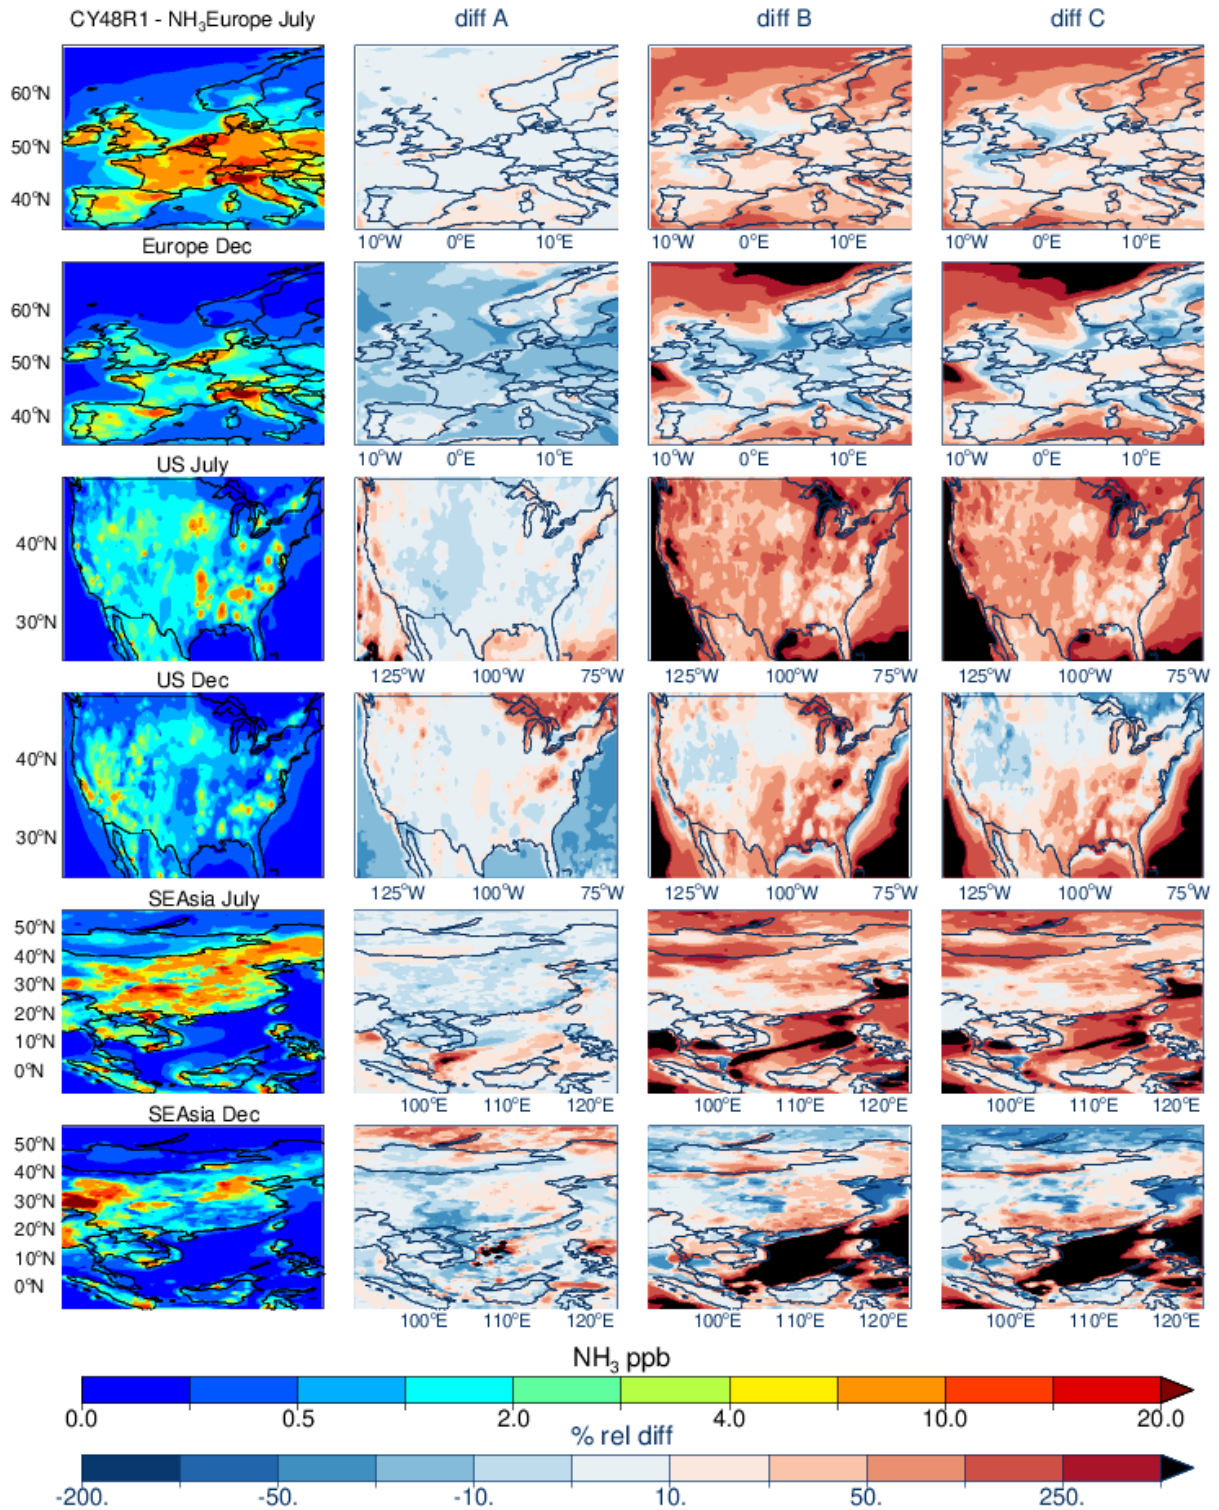 CY48R1 - NH₃Europe July diff A diff B diff C
60°N
50°N
40°N
10°W 0°E 10°E 10°W 0°E 10°E 10°W 0°E 10°E
Europe Dec
60°N
50°N
40°N
10°W 0°E 10°E 10°W 0°E 10°E 10°W 0°E 10°E
US July
40°N
30°N
125°W 100°W 75°W 125°W 100°W 75°W 125°W 100°W 75°W
US Dec
40°N
30°N
125°W 100°W 75°W 125°W 100°W 75°W 125°W 100°W 75°W
SEAsia July
50°N
40°N
30°N
20°N
10°N
0°N
100°E 110°E 120°E 100°E 110°E 120°E 100°E 110°E 120°E
SEAsia Dec
50°N
40°N
30°N
20°N
10°N
0°N
100°E 110°E 120°E 100°E 110°E 120°E 100°E 110°E 120°E
NH₃ ppb
0.0 0.5 2.0 4.0 10.0 20.0
% rel diff
-200. -50. -10. 10. 50. 250.